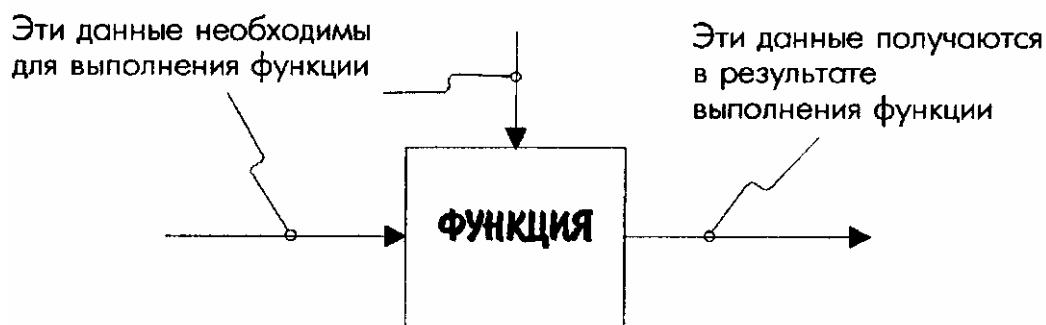 Эти данные необходимы
для выполнения функции
Эти данные получаются
в результате
выполнения функции
ФУНКЦИЯ